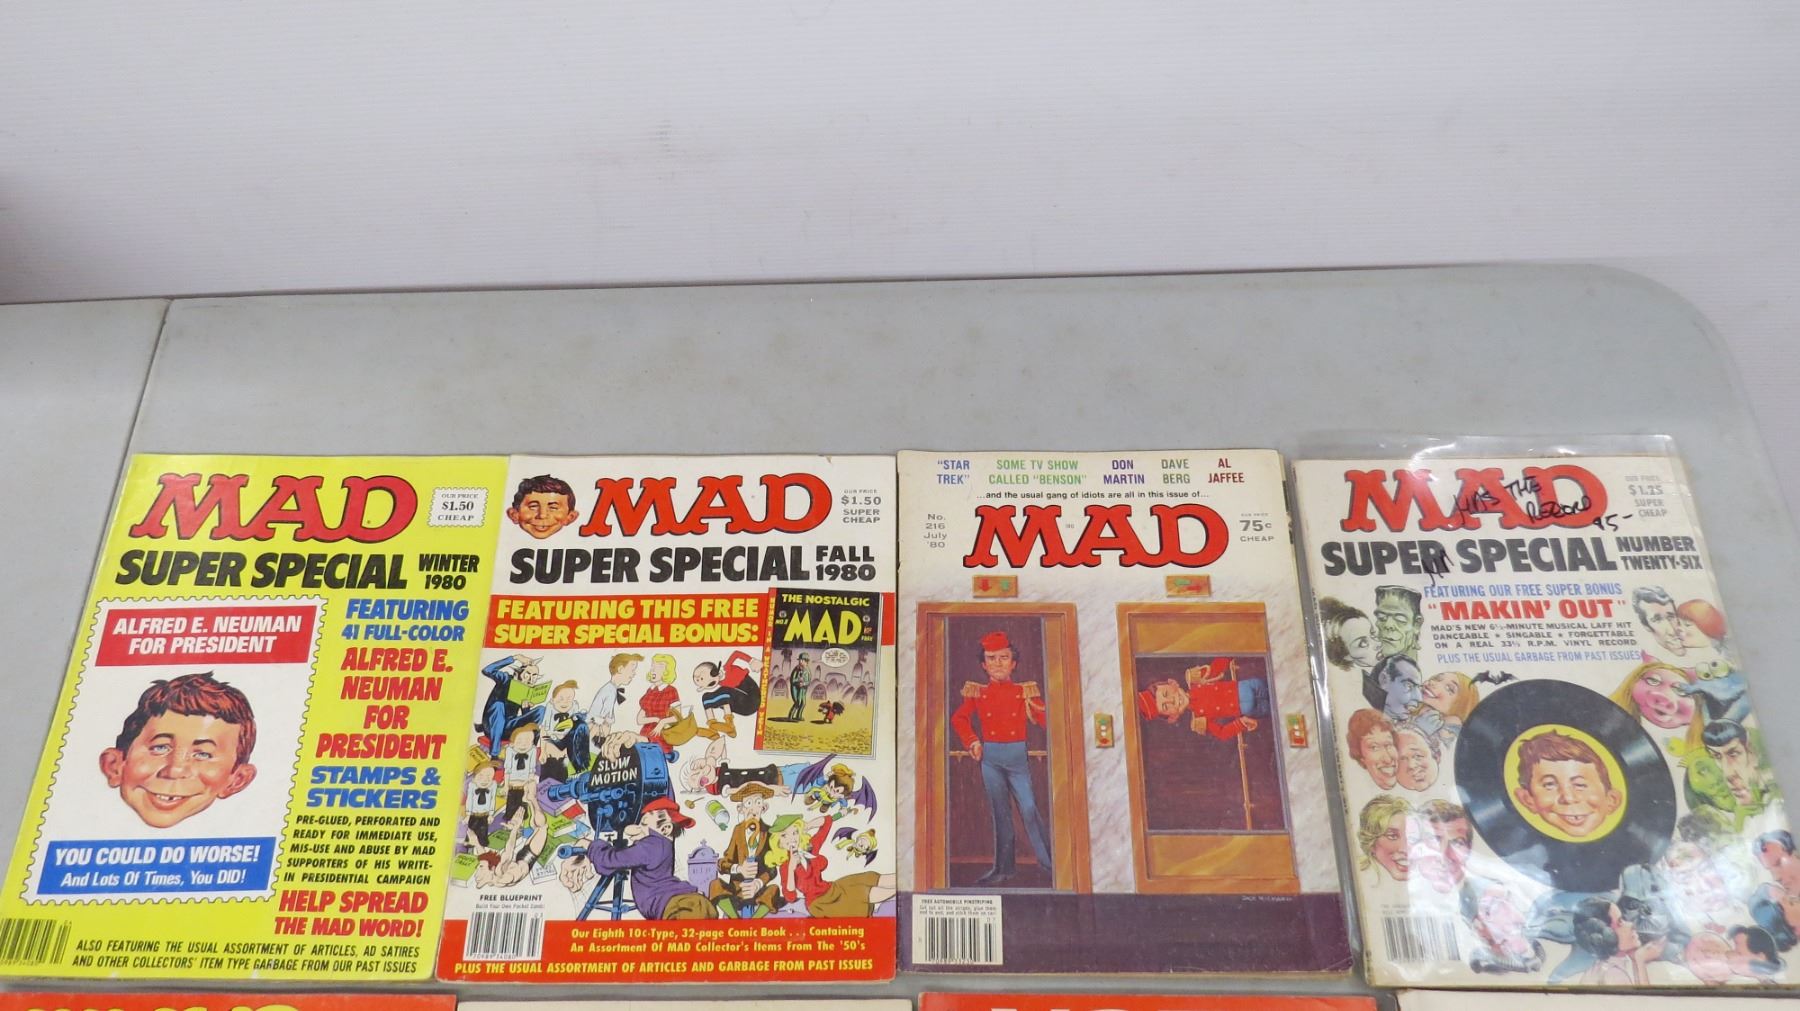 MAD
OUR PRICE
$1.50
CHEAP
SUPER SPECIAL
WINTER
1980
ALFRED E. NEUMAN
FOR PRESIDENT
YOU COULD DO WORSE!
And Lots Of Times, You DID!
FEATURING
41 FULL-COLOR
ALFRED E.
NEUMAN
FOR
PRESIDENT
STAMPS &
STICKERS
PRE-GLUED, PERFORATED AND
READY FOR IMMEDIATE USE,
MIS-USE AND ABUSE BY MAD
SUPPORTERS OF HIS WRITE-
IN PRESIDENTIAL CAMPAIGN
HELP SPREAD
THE MAD WORD!
ALSO FEATURING THE USUAL ASSORTMENT OF ARTICLES, AD SATIRES
AND OTHER COLLECTORS' ITEM TYPE GARBAGE FROM OUR PAST ISSUES
MAD
OUR PRICE
$1.50
SUPER
CHEAP
SUPER SPECIAL
FALL
1980
FEATURING THIS FREE
SUPER SPECIAL BONUS:
THE NOSTALGIC
MAD
SLOW
MOTION
FREE BLUEPRINT
Our Eighth 10¢-Type, 32-page Comic Book . . . Containing
An Assortment Of MAD Collector's Items From The '50's
PLUS THE USUAL ASSORTMENT OF ARTICLES AND GARBAGE FROM PAST ISSUES
"STAR TREK"
SOME TV SHOW CALLED "BENSON"
DON MARTIN
DAVE BERG
AL JAFFEE
...and the usual gang of idiots are all in this issue of...
No.
216
July
'80
MAD
OUR PRICE
75¢
CHEAP
FREE AUTOMOBILE PINSTRIPING
MAD
OUR PRICE
$1.25
SUPER
CHEAP
HAS THE
RECORD
95-
SUPER SPECIAL
NUMBER
TWENTY-SIX
FEATURING OUR FREE SUPER BONUS
"MAKIN' OUT"
MAD'S NEW 6½-MINUTE MUSICAL LAFF HIT
DANCEABLE ★ SINGABLE ★ FORGETTABLE
ON A REAL 33⅓ R.P.M. VINYL RECORD
PLUS THE USUAL GARBAGE FROM PAST ISSUES